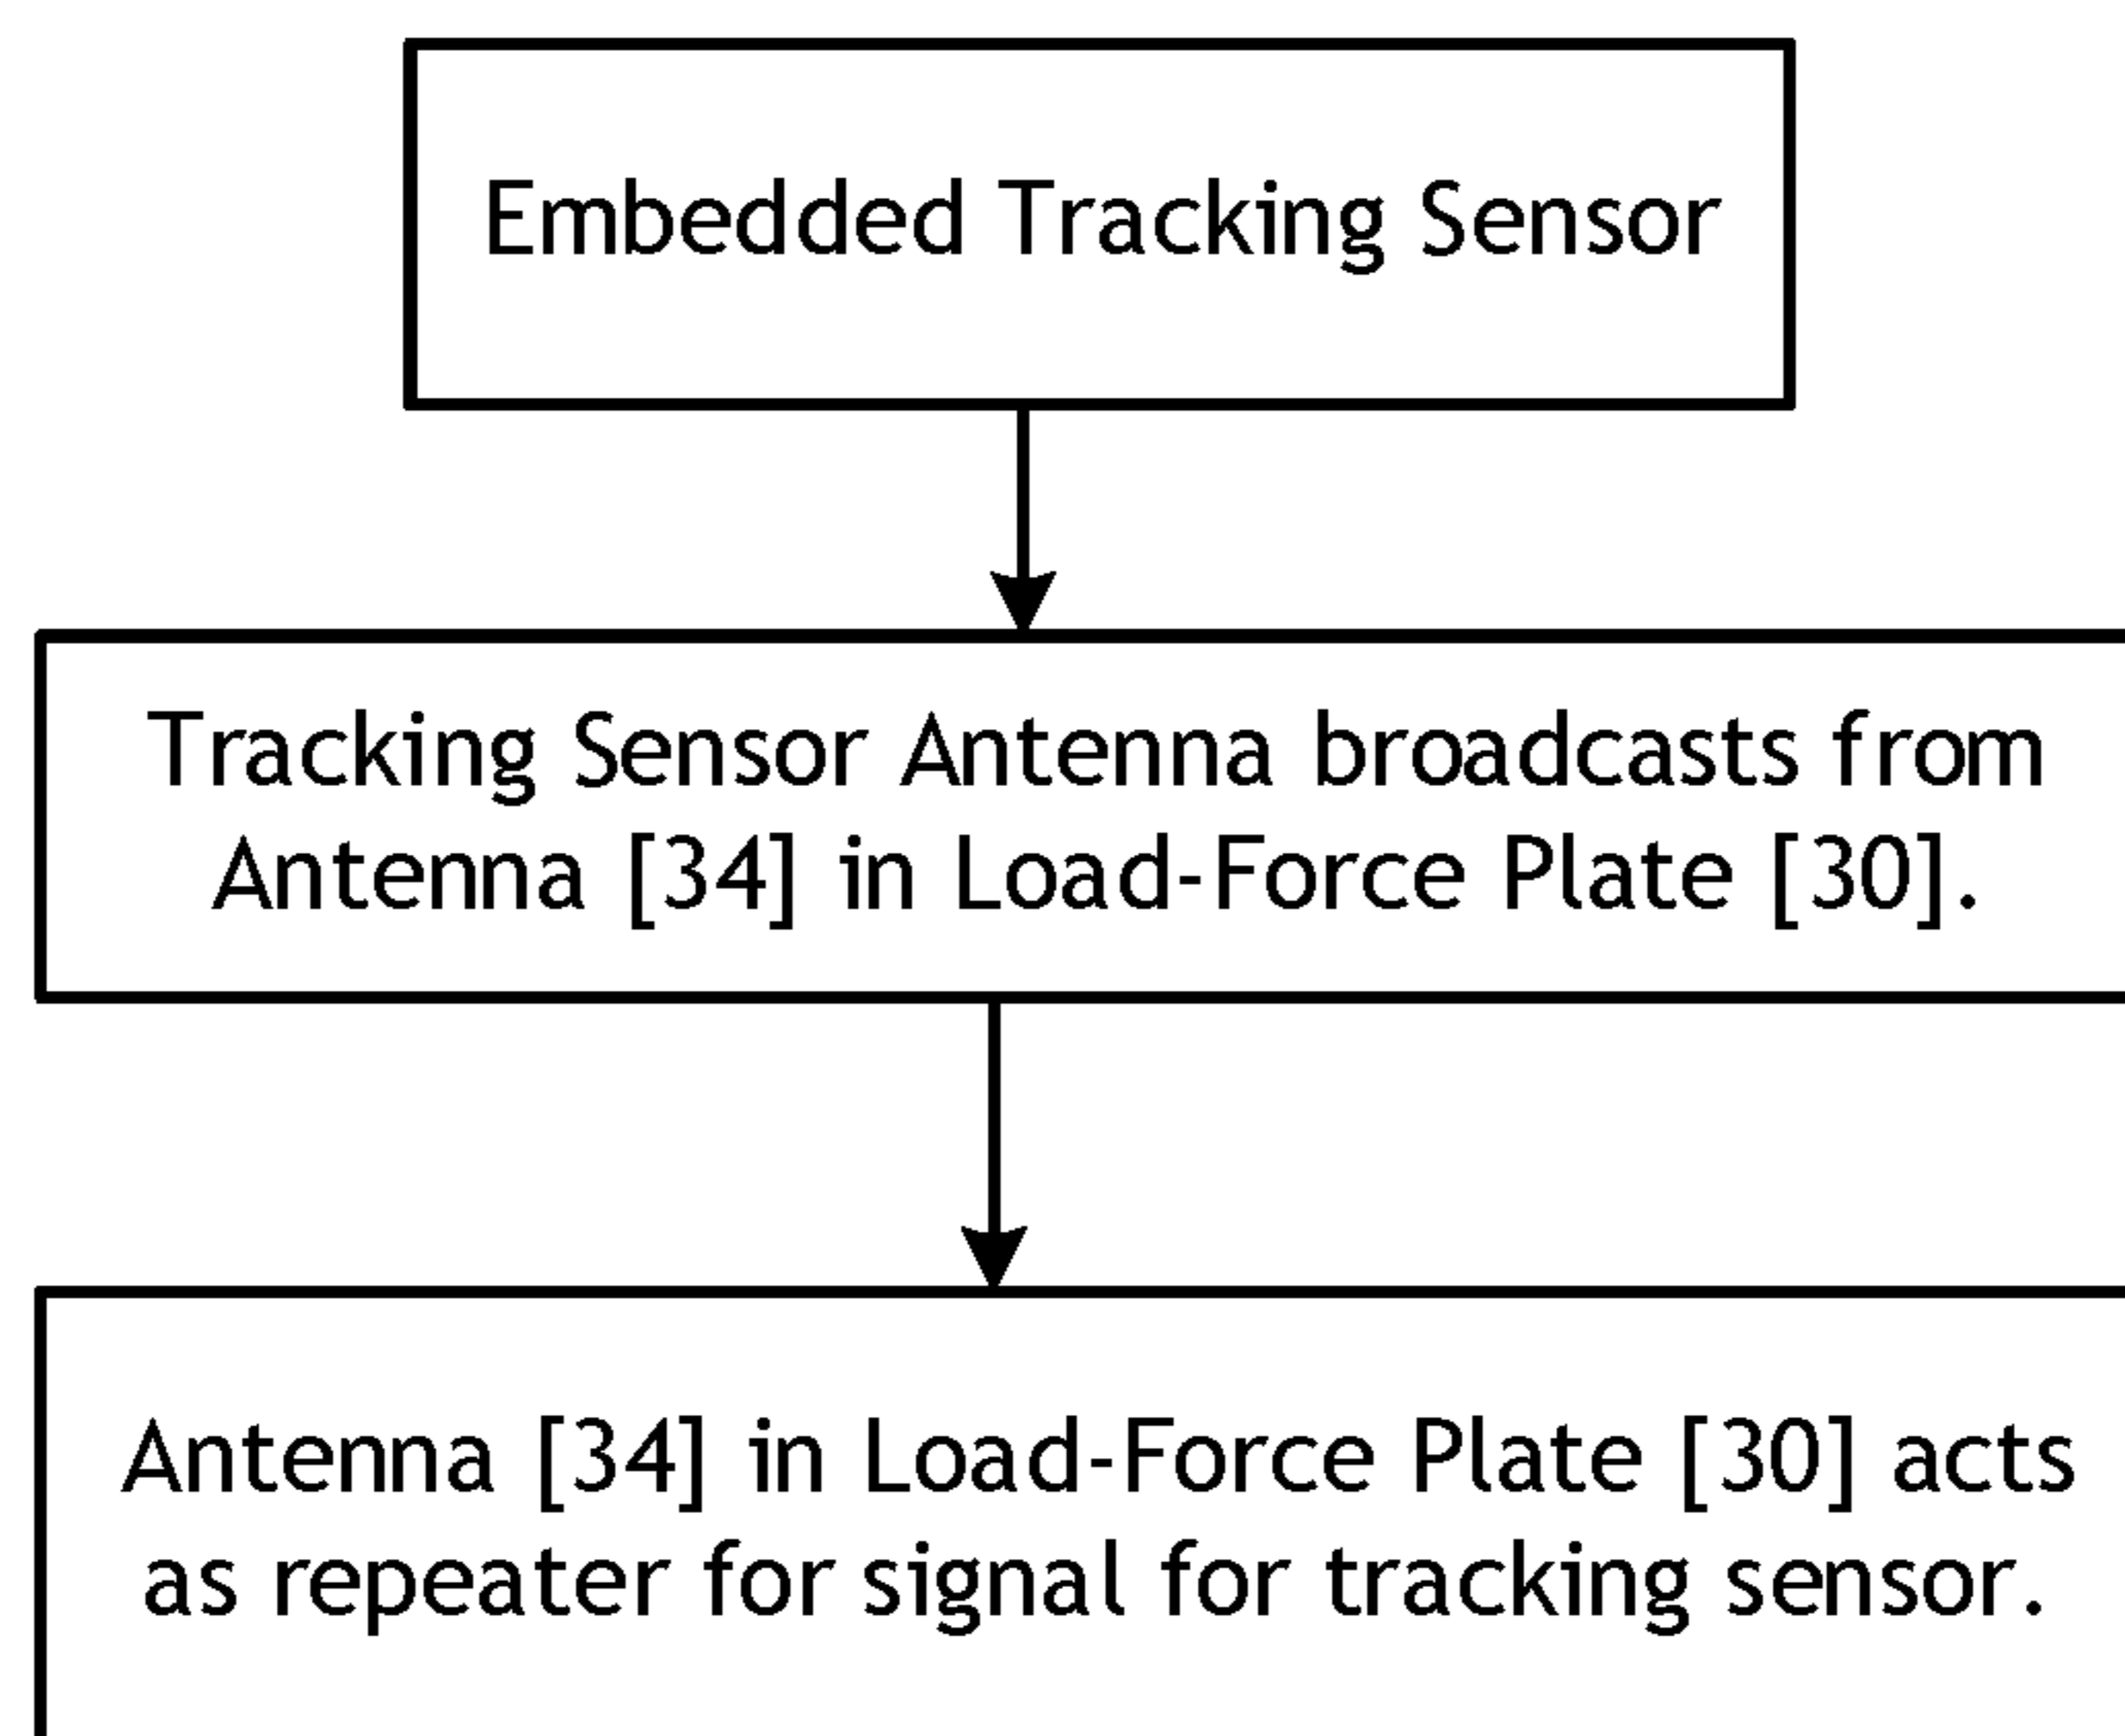 Embedded Tracking Sensor
Tracking Sensor Antenna broadcasts from
Antenna [34] in Load-Force Plate [30].
Antenna [34] in Load-Force Plate [30] acts
as repeater for signal for tracking sensor.